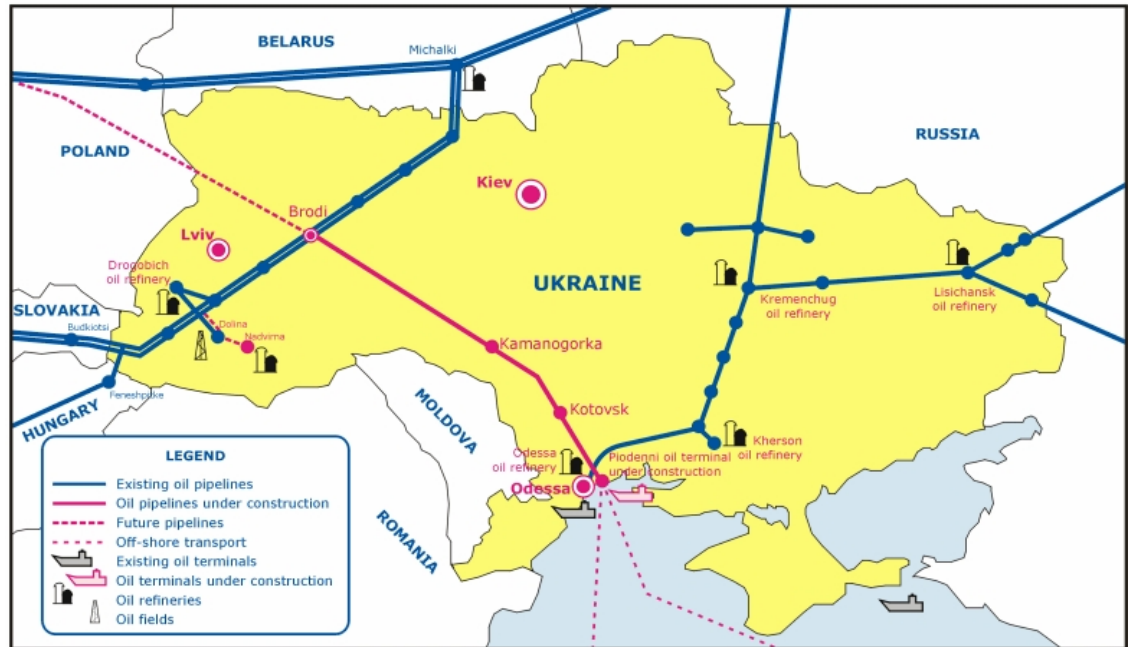 BELARUS
Michalki
RUSSIA
POLAND
Kiev
Brodi
Lviv
Drogobich
oil refinery
UKRAINE
SLOVAKIA
Budkiotsi
Dolina
Nadvirna
Kremenchug
oil refinery
Lisichansk
oil refinery
Kamanogorka
HUNGARY
MOLDOVA
Kotovsk
Odessa
oil refinery
Piodenni oil terminal
under construction
Kherson
oil refinery
Odessa
ROMANIA
LEGEND
Existing oil pipelines
Oil pipelines under construction
Future pipelines
Off-shore transport
Existing oil terminals
Oil terminals under construction
Oil refineries
Oil fields